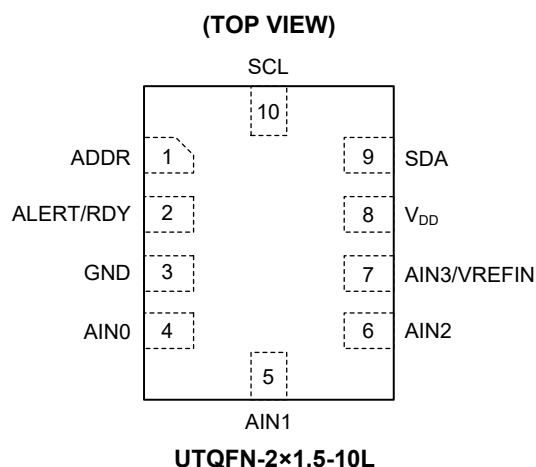 (TOP VIEW)
SCL
10
ADDR 1 9 SDA
ALERT/RDY 2 8 VDD
GND 3 7 AIN3/VREFIN
AIN0 4 6 AIN2
5
AIN1
UTQFN-2×1.5-10L